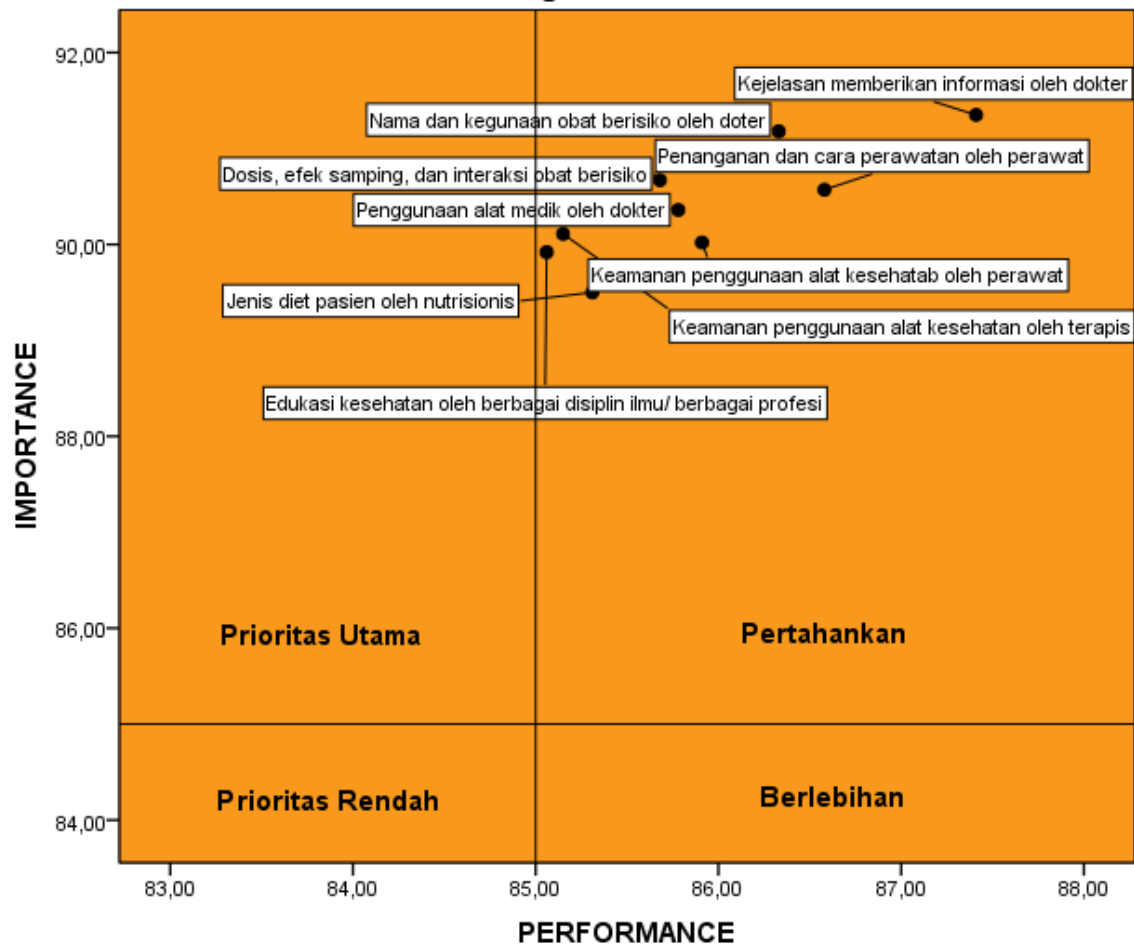 92,00
90,00
88,00
86,00
84,00
IMPORTANCE
Kejelasan memberikan informasi oleh dokter
Nama dan kegunaan obat berisiko oleh doter
Penanganan dan cara perawatan oleh perawat
Dosis, efek samping, dan interaksi obat berisiko
Penggunaan alat medik oleh dokter
Keamanan penggunaan alat kesehatab oleh perawat
Jenis diet pasien oleh nutrisionis
Keamanan penggunaan alat kesehatan oleh terapis
Edukasi kesehatan oleh berbagai disiplin ilmu/ berbagai profesi
Prioritas Utama
Pertahankan
Prioritas Rendah
Berlebihan
83,00 84,00 85,00 86,00 87,00 88,00
PERFORMANCE